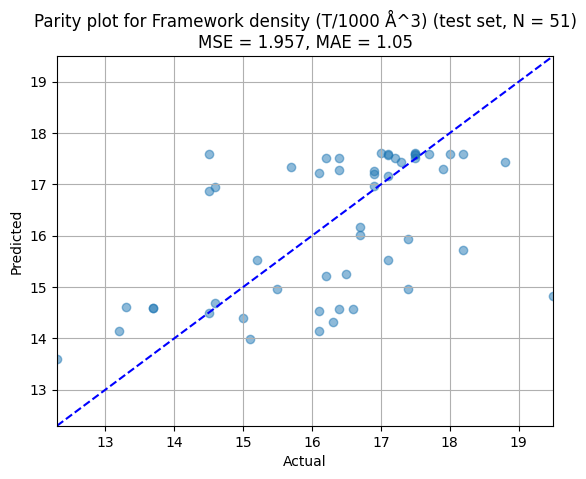 Parity plot for Framework density (T/1000 Å^3) (test set, N = 51)
MSE = 1.957, MAE = 1.05
19
18
17
16
15
14
13
Predicted
13 14 15 16 17 18 19
Actual